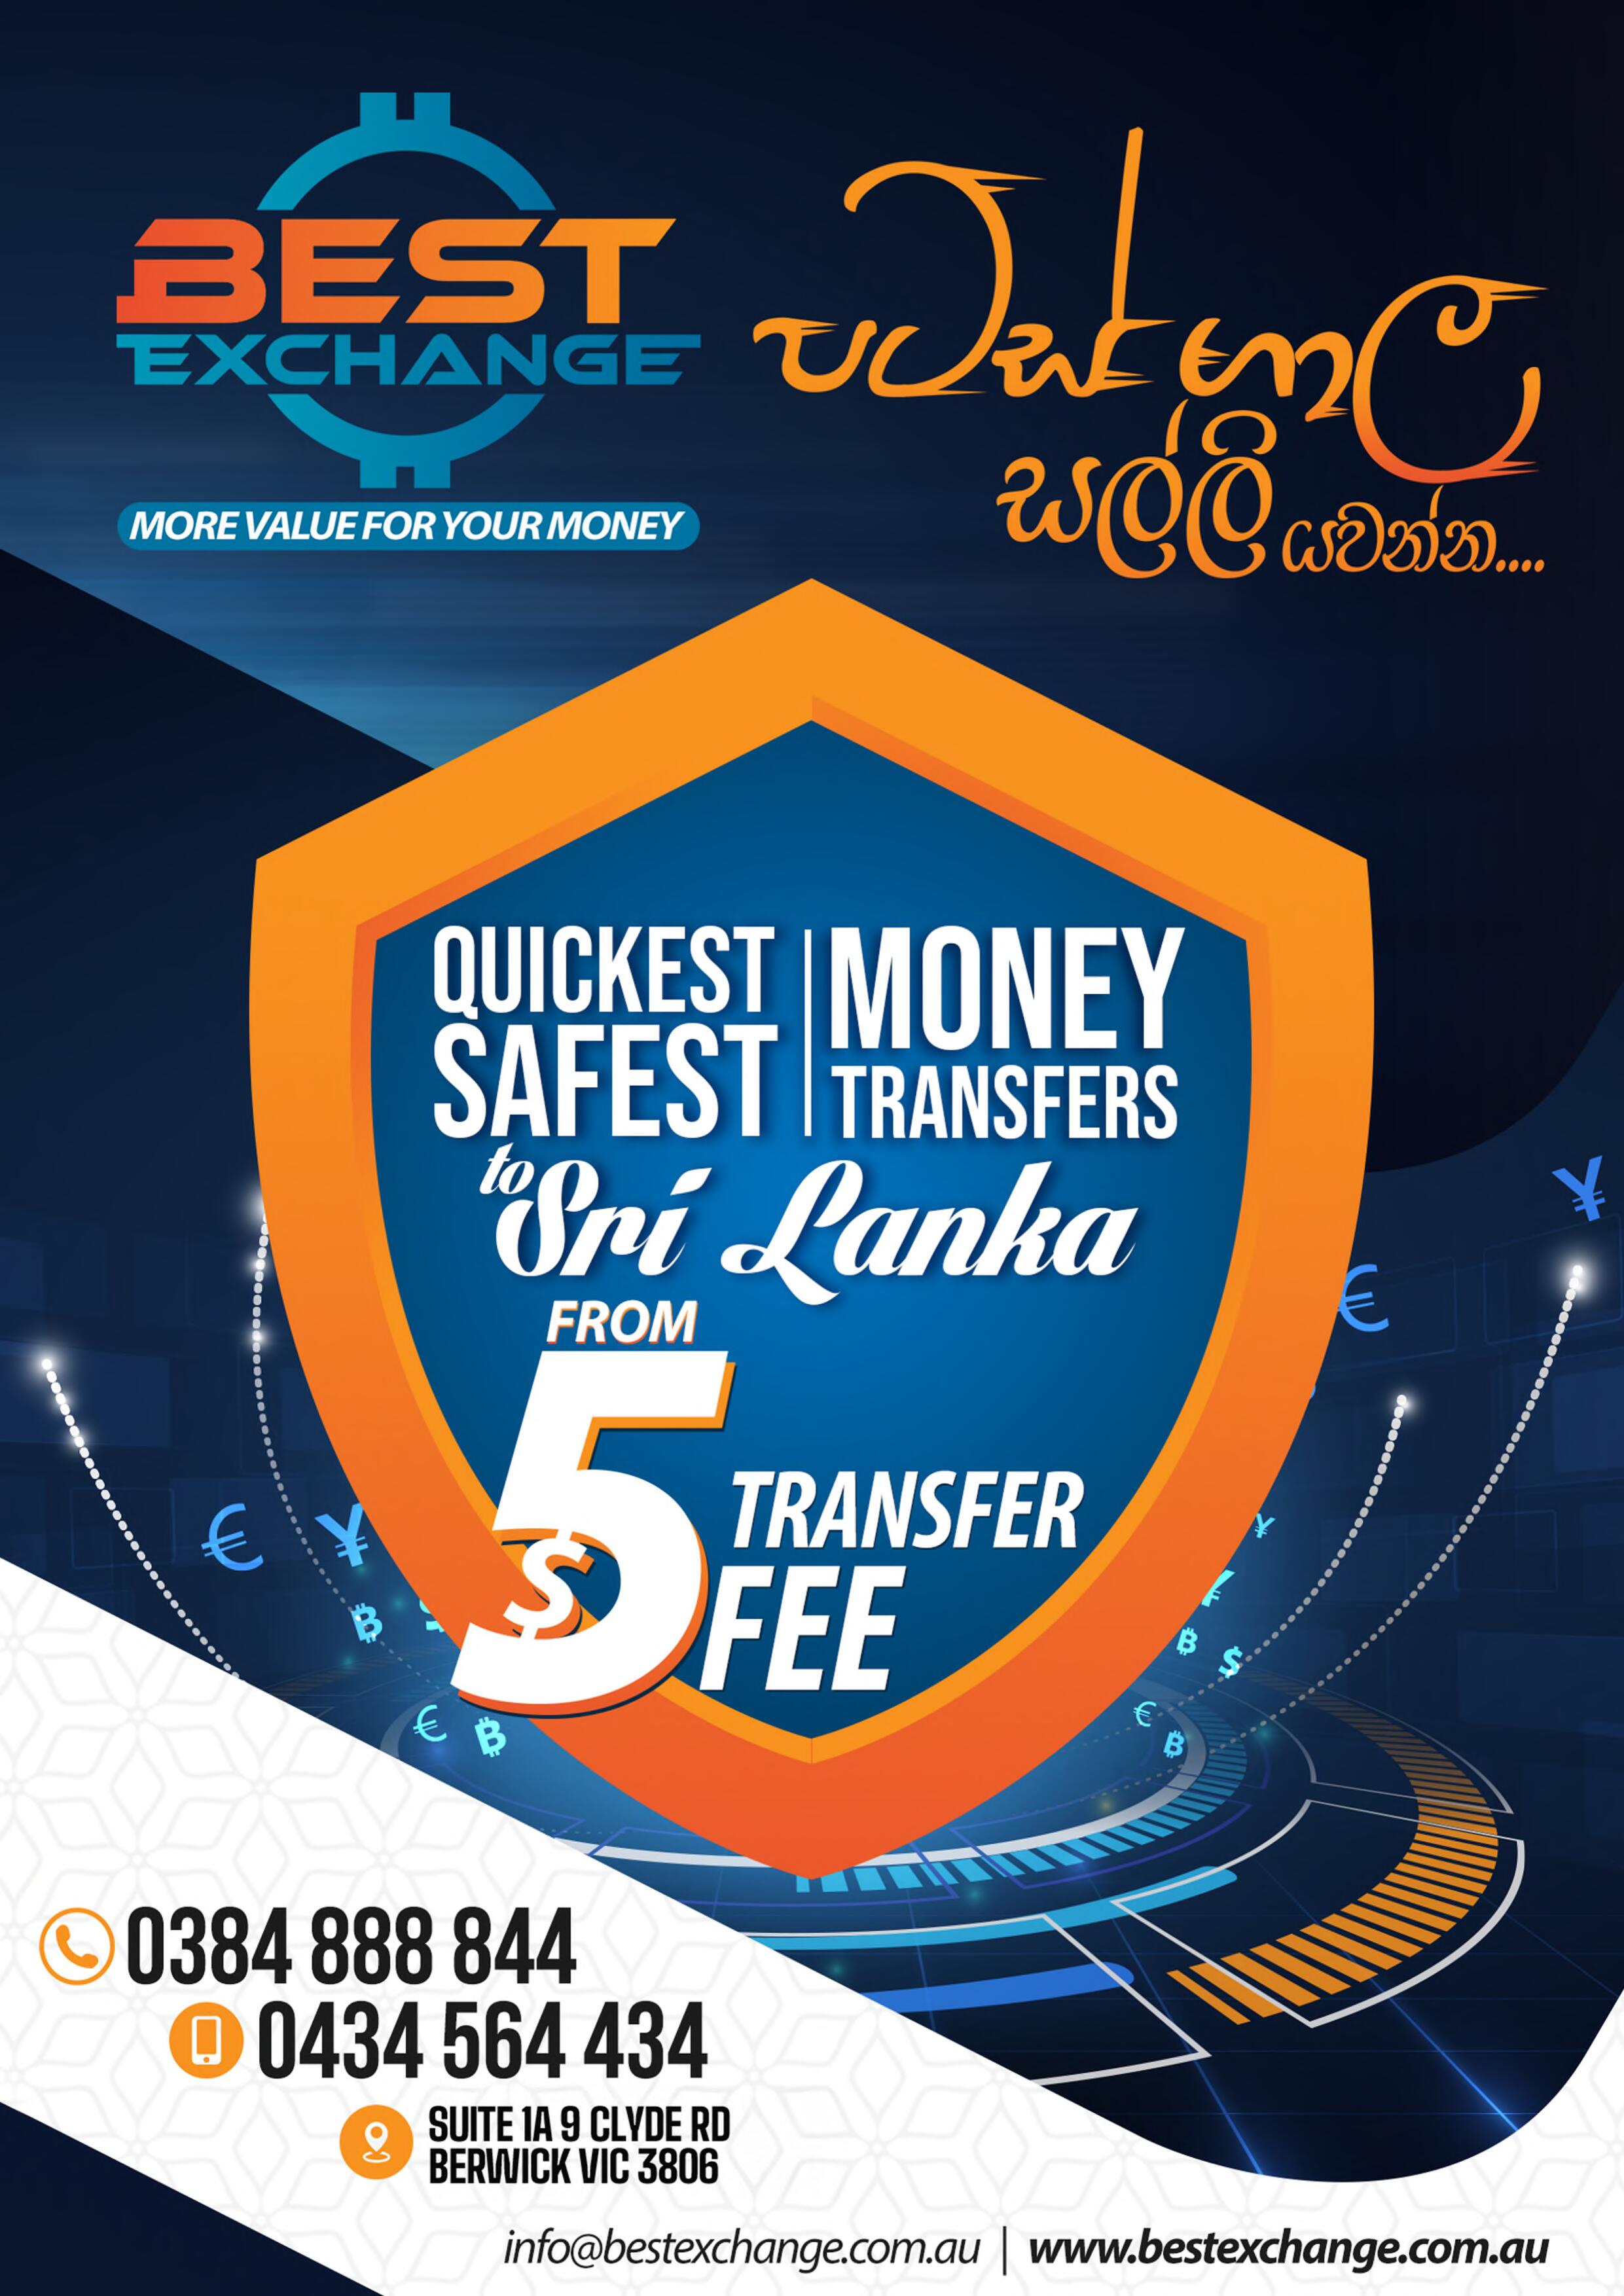 BEST
EXCHANGE
MORE VALUE FOR YOUR MONEY
පටස් ගාල
සල්ලි යවන්න....
QUICKEST
SAFEST
MONEY
TRANSFERS
to Sri Lanka
FROM
$5 TRANSFER
FEE
0384 888 844
0434 564 434
SUITE 1A 9 CLYDE RD
BERWICK VIC 3806
info@bestexchange.com.au | www.bestexchange.com.au